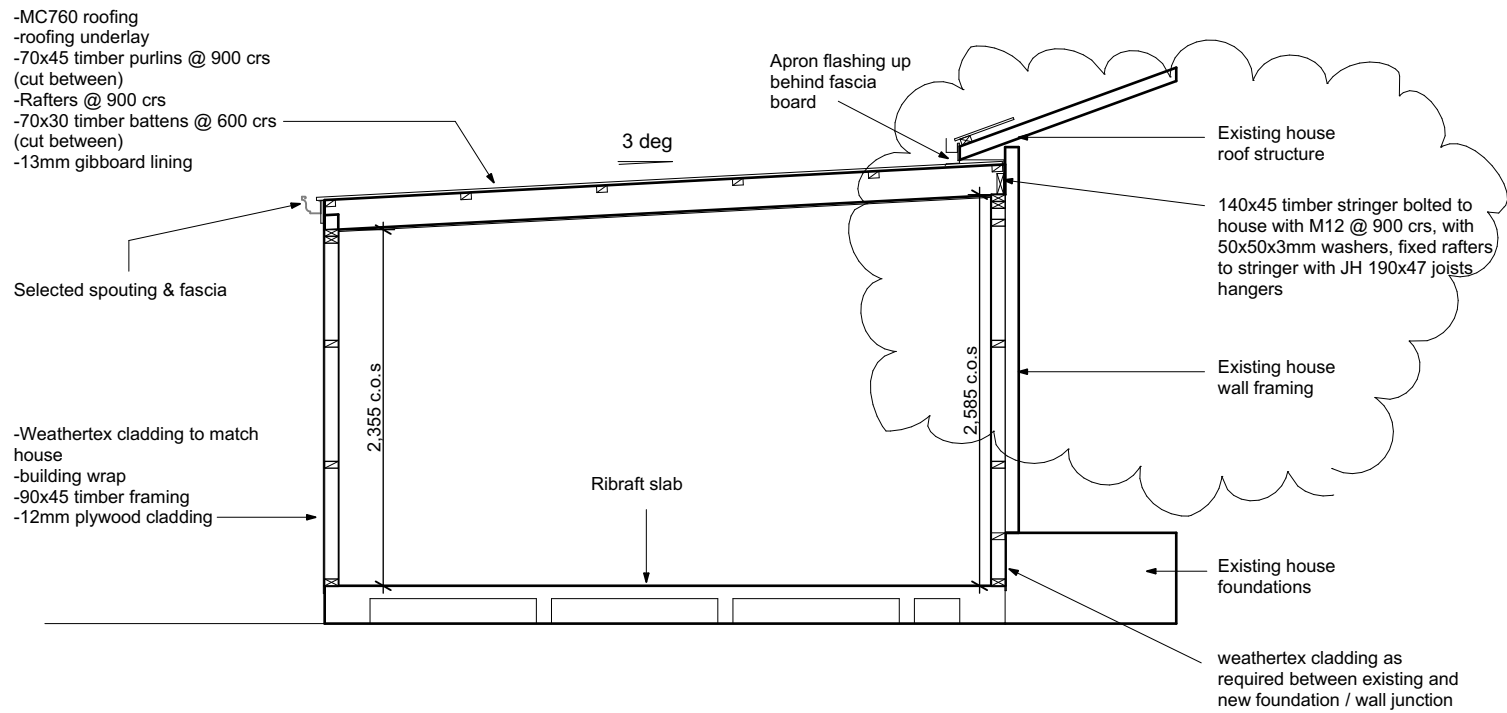 -MC760 roofing
-roofing underlay
-70x45 timber purlins @ 900 crs
(cut between)
-Rafters @ 900 crs
-70x30 timber battens @ 600 crs
(cut between)
-13mm gibboard lining
Apron flashing up
behind fascia
board
3 deg
Existing house
roof structure
140x45 timber stringer bolted to
house with M12 @ 900 crs, with
50x50x3mm washers, fixed rafters
to stringer with JH 190x47 joists
hangers
Selected spouting & fascia
2,355 c.o.s
2,585 c.o.s
Existing house
wall framing
-Weathertex cladding to match
house
-building wrap
-90x45 timber framing
-12mm plywood cladding
Ribraft slab
Existing house
foundations
weathertex cladding as
required between existing and
new foundation / wall junction